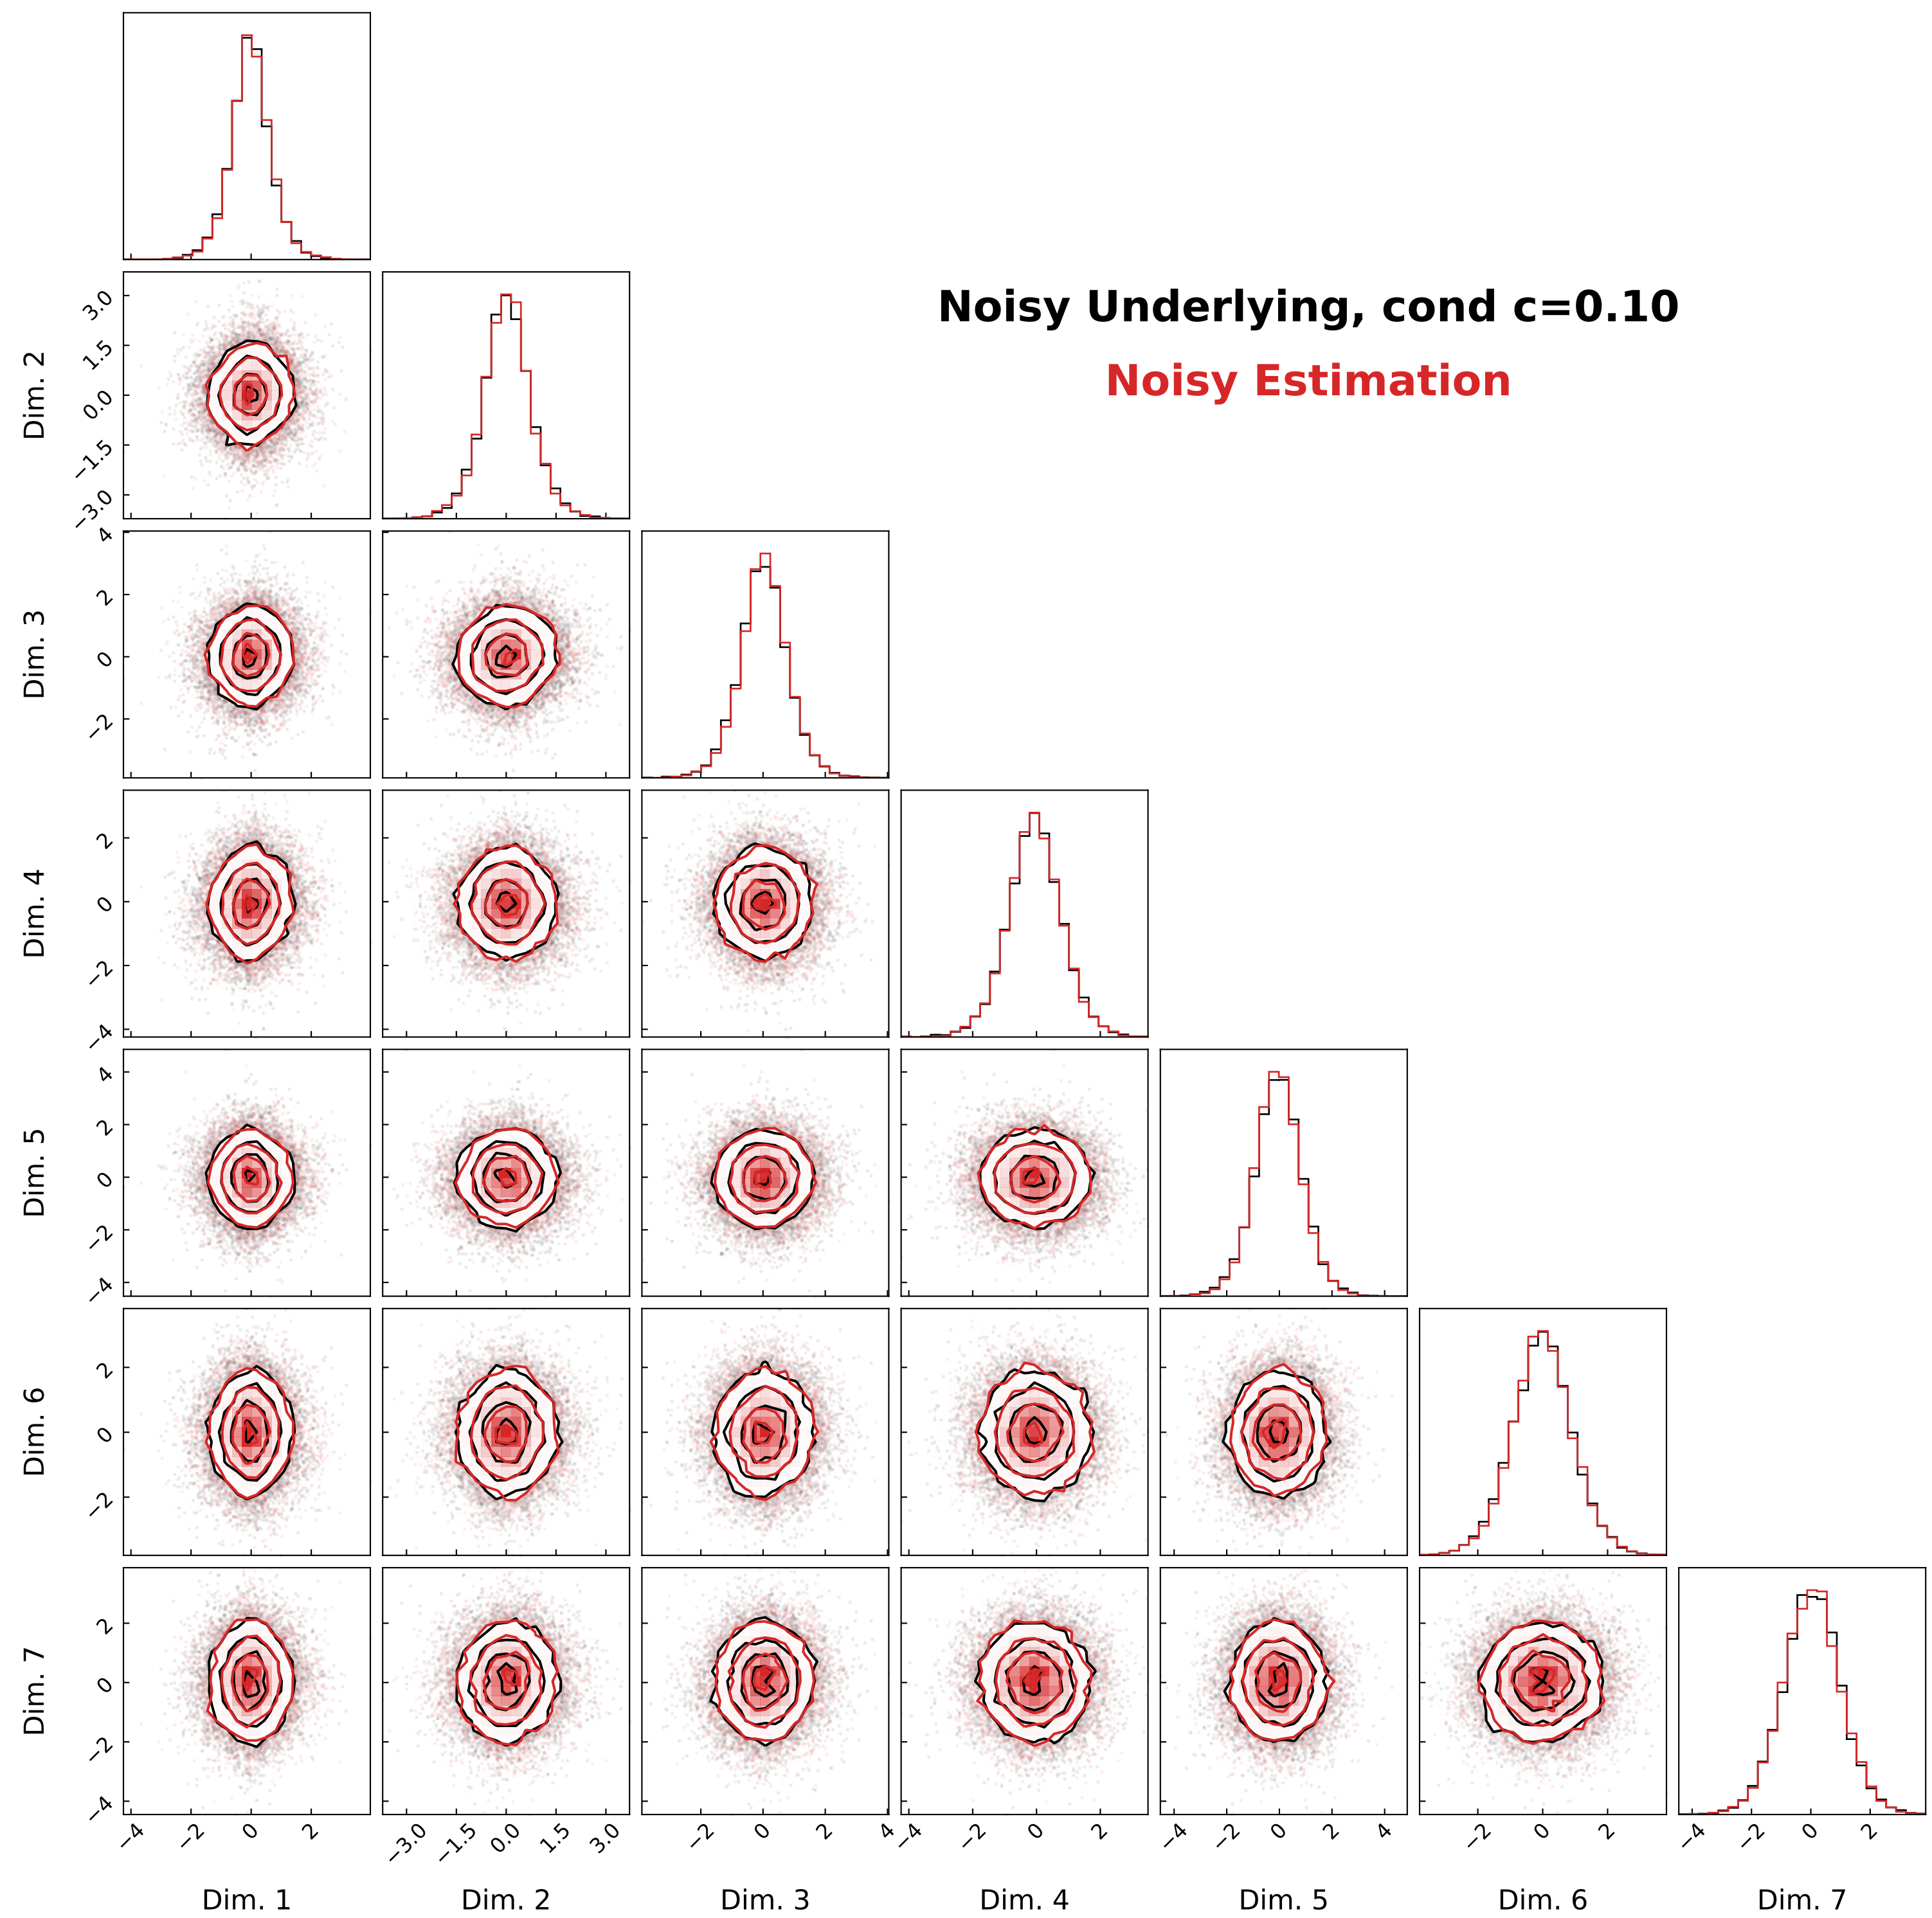 Noisy Underlying, cond c=0.10
Noisy Estimation
3.0
1.5
0.0
−1.5
−3.0
Dim. 2
4
2
0
−2
Dim. 3
2
0
−2
−4
Dim. 4
4
2
0
−2
−4
Dim. 5
2
0
−2
Dim. 6
2
0
−2
−4
Dim. 7
−4 −2 0 2
−3.0 −1.5 0.0 1.5 3.0
−2 0 2 4
−4 −2 0 2
−4 −2 0 2 4
−2 0 2
−4 −2 0 2
Dim. 1 Dim. 2 Dim. 3 Dim. 4 Dim. 5 Dim. 6 Dim. 7